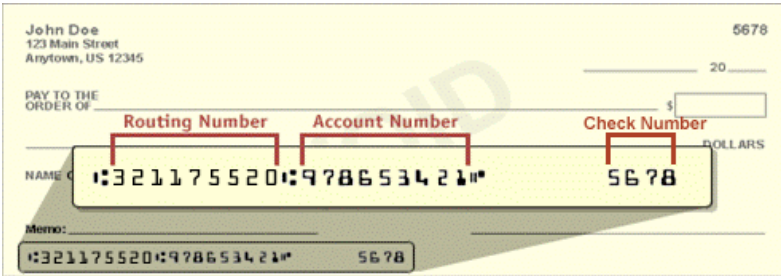 John Doe
5678
123 Main Street
Anytown, US 12345
20
PAY TO THE
ORDER OF
$
Routing Number
Account Number
Check Number
DOLLARS
NAME
⑆321175520⑆978653421⑈ 5678
Memo:
⑆321175520⑆978653421⑈ 5678